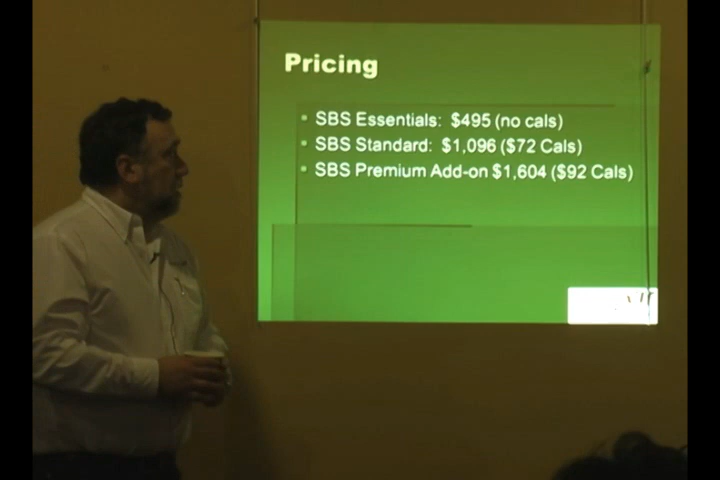 Pricing
SBS Essentials: $495 (no cals)
SBS Standard: $1,096 ($72 Cals)
SBS Premium Add-on $1,604 ($92 Cals)